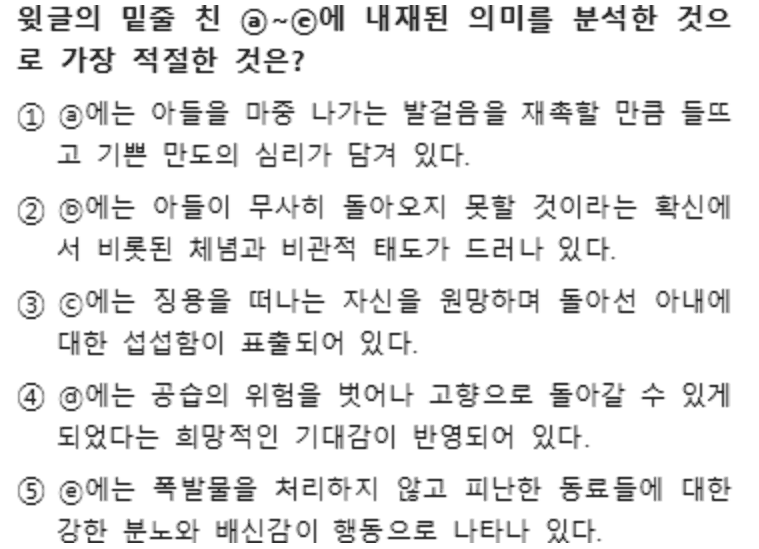 윗글의 밑줄 친 ⓐ~ⓔ에 내재된 의미를 분석한 것으
로 가장 적절한 것은?
① ⓐ에는 아들을 마중 나가는 발걸음을 재촉할 만큼 들뜨
고 기쁜 만도의 심리가 담겨 있다.
② ⓑ에는 아들이 무사히 돌아오지 못할 것이라는 확신에
서 비롯된 체념과 비관적 태도가 드러나 있다.
③ ⓒ에는 징용을 떠나는 자신을 원망하며 돌아선 아내에
대한 섭섭함이 표출되어 있다.
④ ⓓ에는 공습의 위험을 벗어나 고향으로 돌아갈 수 있게
되었다는 희망적인 기대감이 반영되어 있다.
⑤ ⓔ에는 폭발물을 처리하지 않고 피난한 동료들에 대한
강한 분노와 배신감이 행동으로 나타나 있다.